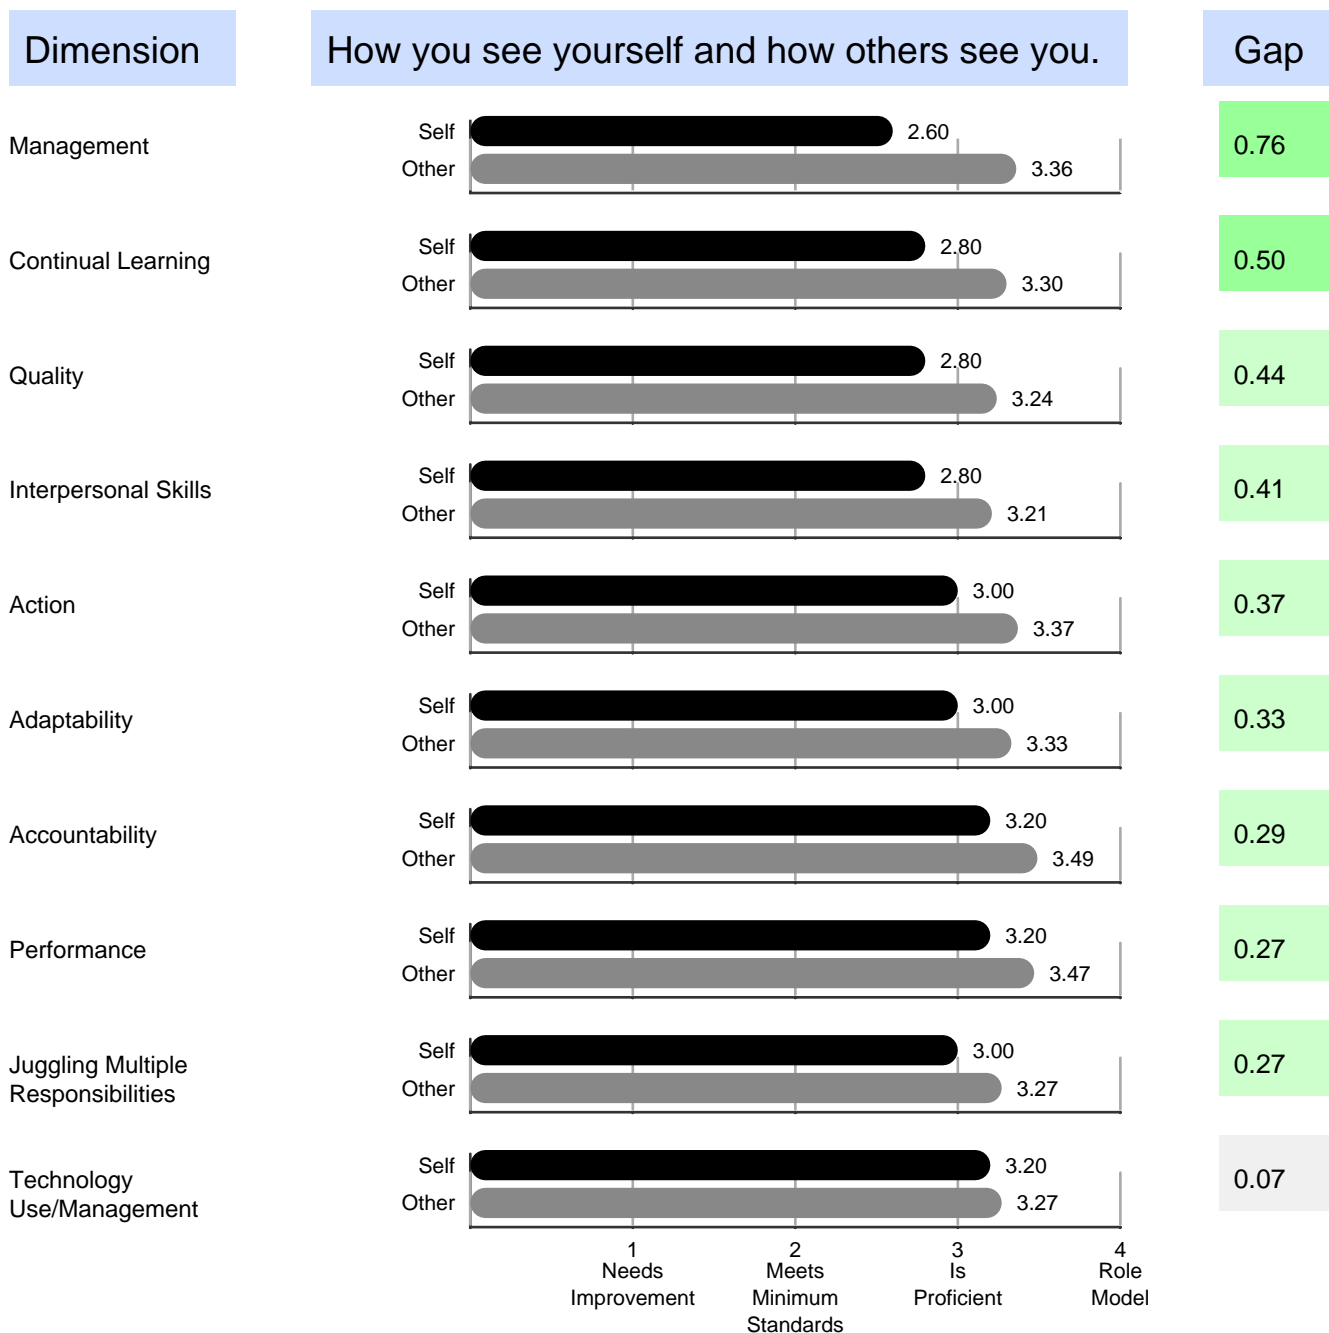 Dimension
How you see yourself and how others see you.
Gap
Management
Self
2.60
Other
3.36
0.76
Continual Learning
Self
2.80
Other
3.30
0.50
Quality
Self
2.80
Other
3.24
0.44
Interpersonal Skills
Self
2.80
Other
3.21
0.41
Action
Self
3.00
Other
3.37
0.37
Adaptability
Self
3.00
Other
3.33
0.33
Accountability
Self
3.20
Other
3.49
0.29
Performance
Self
3.20
Other
3.47
0.27
Juggling Multiple
Responsibilities
Self
3.00
Other
3.27
0.27
Technology
Use/Management
Self
3.20
Other
3.27
0.07
1
Needs
Improvement
2
Meets
Minimum
Standards
3
Is
Proficient
4
Role
Model